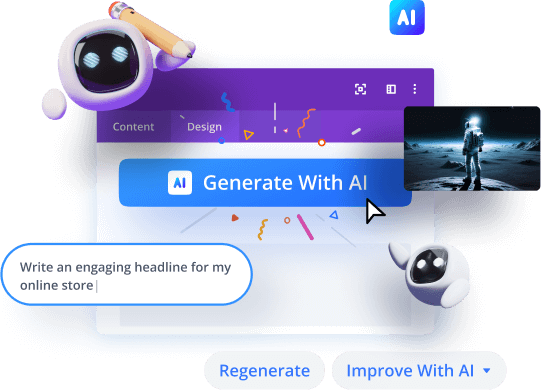 AI
Content
Design
AI Generate With AI
Write an engaging headline for my
online store
Regenerate
Improve With AI